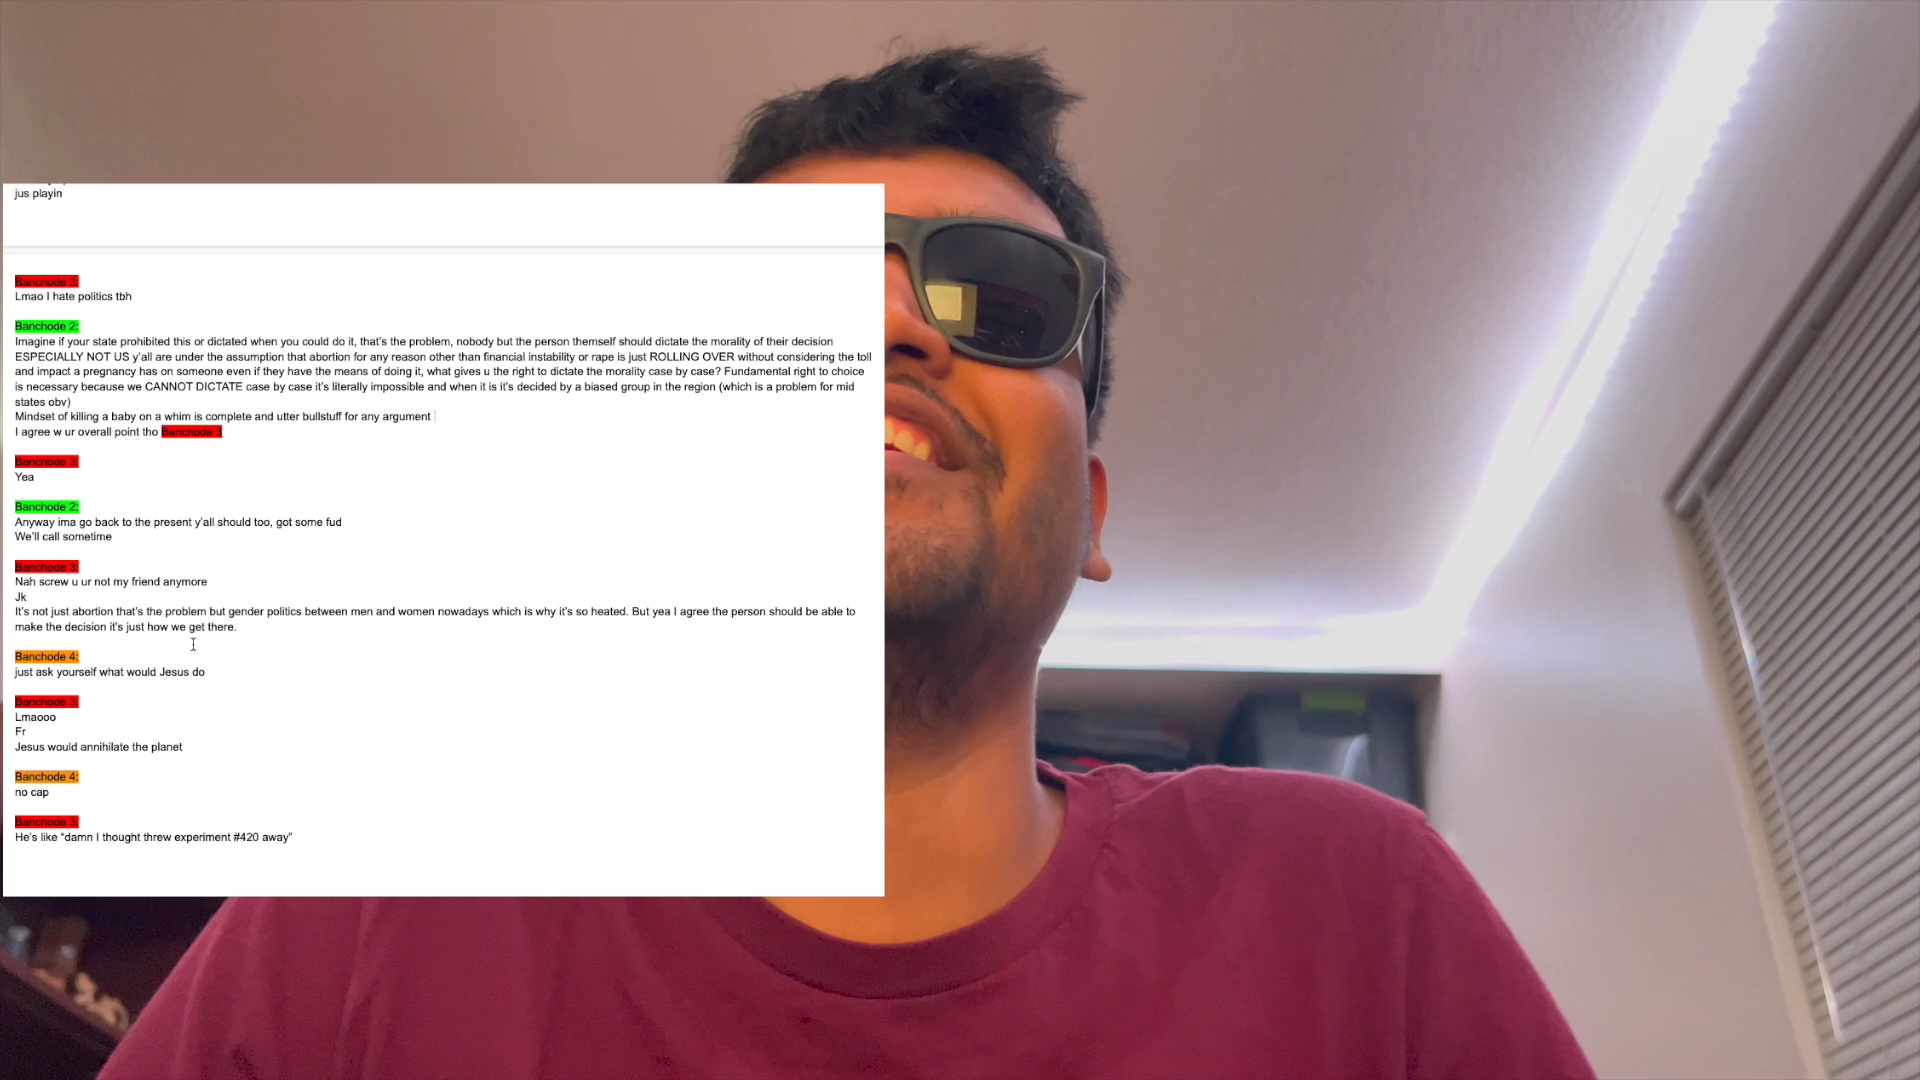 jus playin
Banchode 3:
Lmao I hate politics tbh
Banchode 2:
Imagine if your state prohibited this or dictated when you could do it, that's the problem, nobody but the person themself should dictate the morality of their decision
ESPECIALLY NOT US y'all are under the assumption that abortion for any reason other than financial instability or rape is just ROLLING OVER without considering the toll
and impact a pregnancy has on someone even if they have the means of doing it, what gives u the right to dictate the morality case by case? Fundamental right to choice
is necessary because we CANNOT DICTATE case by case it's literally impossible and when it is it's decided by a biased group in the region (which is a problem for mid
states obv)
Mindset of killing a baby on a whim is complete and utter bullstuff for any argument
I agree w ur overall point tho Banchode 3
Banchode 3:
Yea
Banchode 2:
Anyway ima go back to the present y'all should too, got some fud
We'll call sometime
Banchode 3:
Nah screw u ur not my friend anymore
Jk
It's not just abortion that's the problem but gender politics between men and women nowadays which is why it's so heated. But yea I agree the person should be able to
make the decision it's just how we get there.
Banchode 4:
just ask yourself what would Jesus do
Banchode 3:
Lmaooo
Fr
Jesus would annihilate the planet
Banchode 4:
no cap
Banchode 3:
He's like "damn I thought threw experiment #420 away"